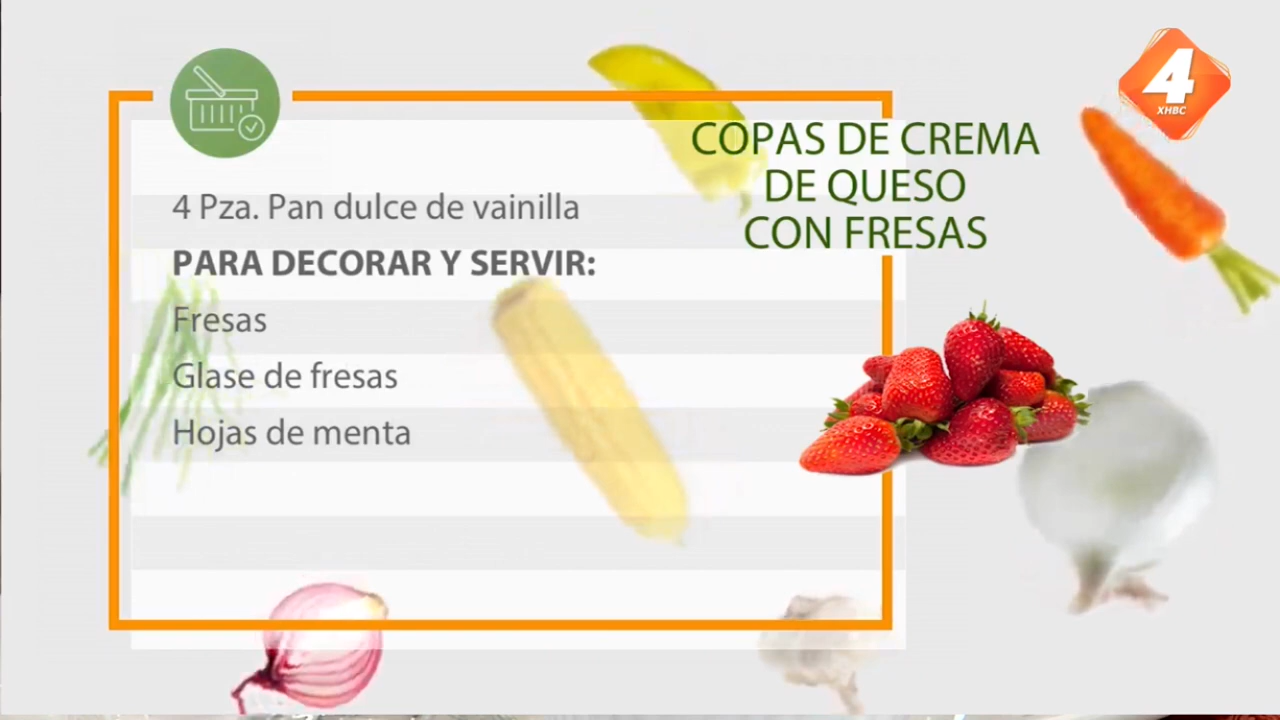 4
XHBC
COPAS DE CREMA
DE QUESO
CON FRESAS
4 Pza. Pan dulce de vainilla
PARA DECORAR Y SERVIR:
Fresas
Glase de fresas
Hojas de menta